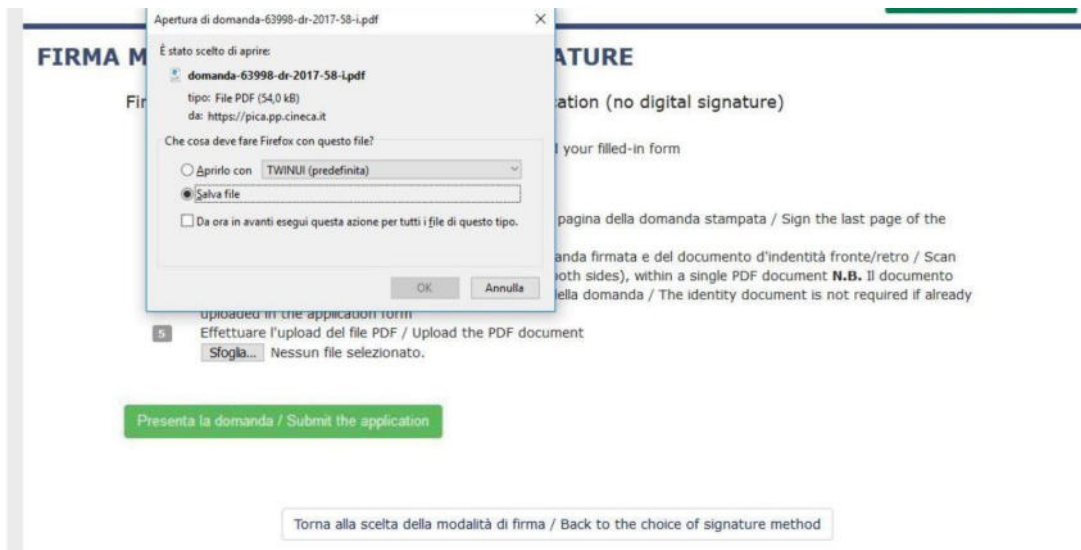 Apertura di domanda-63998-dr-2017-58-i.pdf
È stato scelto di aprire:
domanda-63998-dr-2017-58-i.pdf
tipo: File PDF (54,0 kB)
da: https://pica.pp.cineca.it
Che cosa deve fare Firefox con questo file?
Aprirlo con TWINUI (predefinita)
Salva file
Da ora in avanti esegui questa azione per tutti i file di questo tipo.
OK Annulla
FIRMA M ATURE
Fir ation (no digital signature)
your filled-in form
pagina della domanda stampata / Sign the last page of the
anda firmata e del documento d'indentità fronte/retro / Scan
both sides), within a single PDF document N.B. Il documento
ella domanda / The identity document is not required if already
uploaded in the application form
5 Effettuare l'upload del file PDF / Upload the PDF document
Sfoglia... Nessun file selezionato.
Presenta la domanda / Submit the application
Torna alla scelta della modalità di firma / Back to the choice of signature method